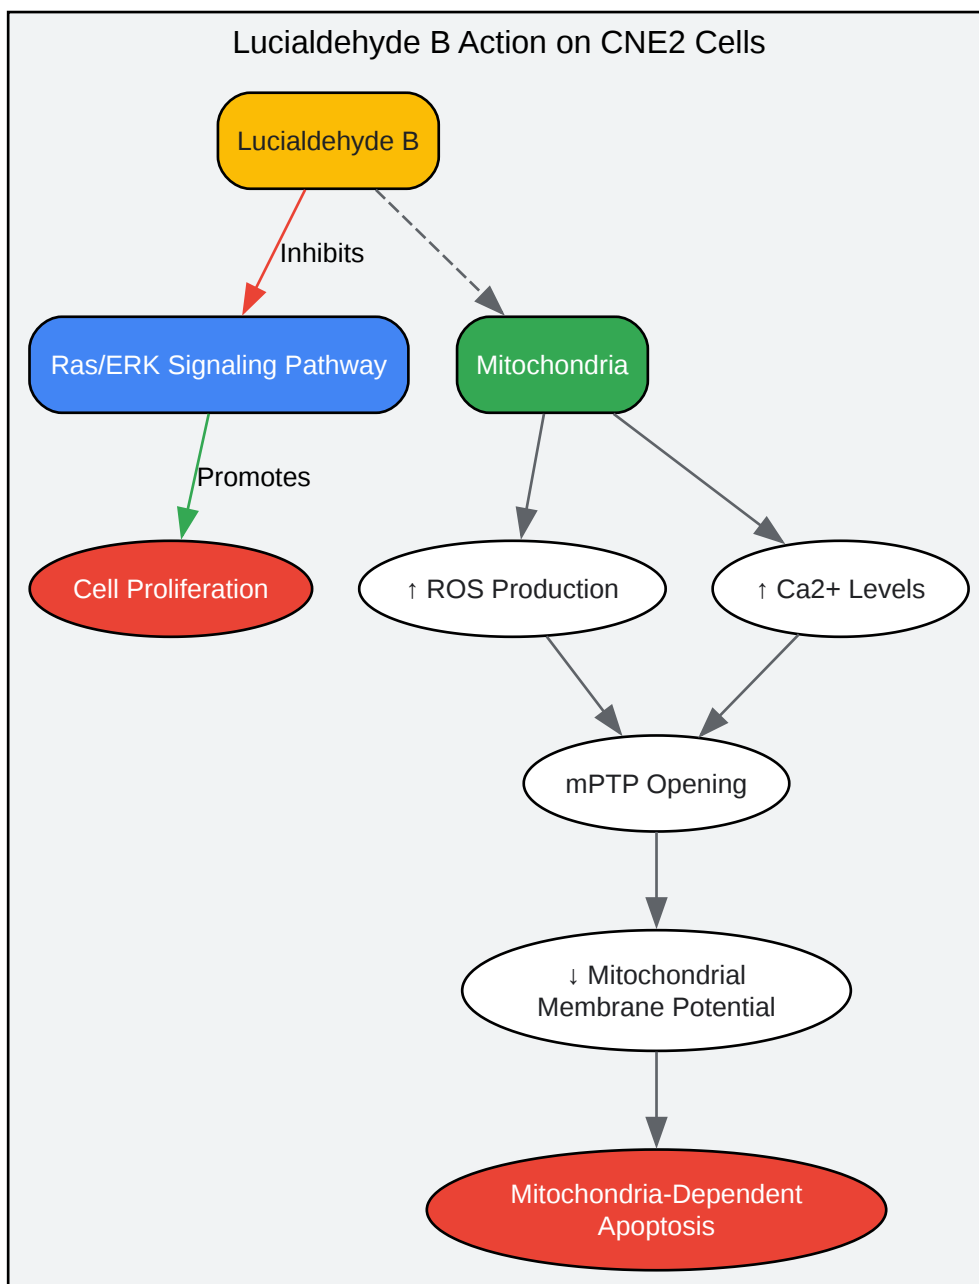 Lucialdehyde B Action on CNE2 Cells
Lucialdehyde B
Inhibits
Ras/ERK Signaling Pathway
Mitochondria
Promotes
Cell Proliferation
↑ ROS Production
↑ Ca2+ Levels
mPTP Opening
↓ Mitochondrial
Membrane Potential
Mitochondria-Dependent
Apoptosis